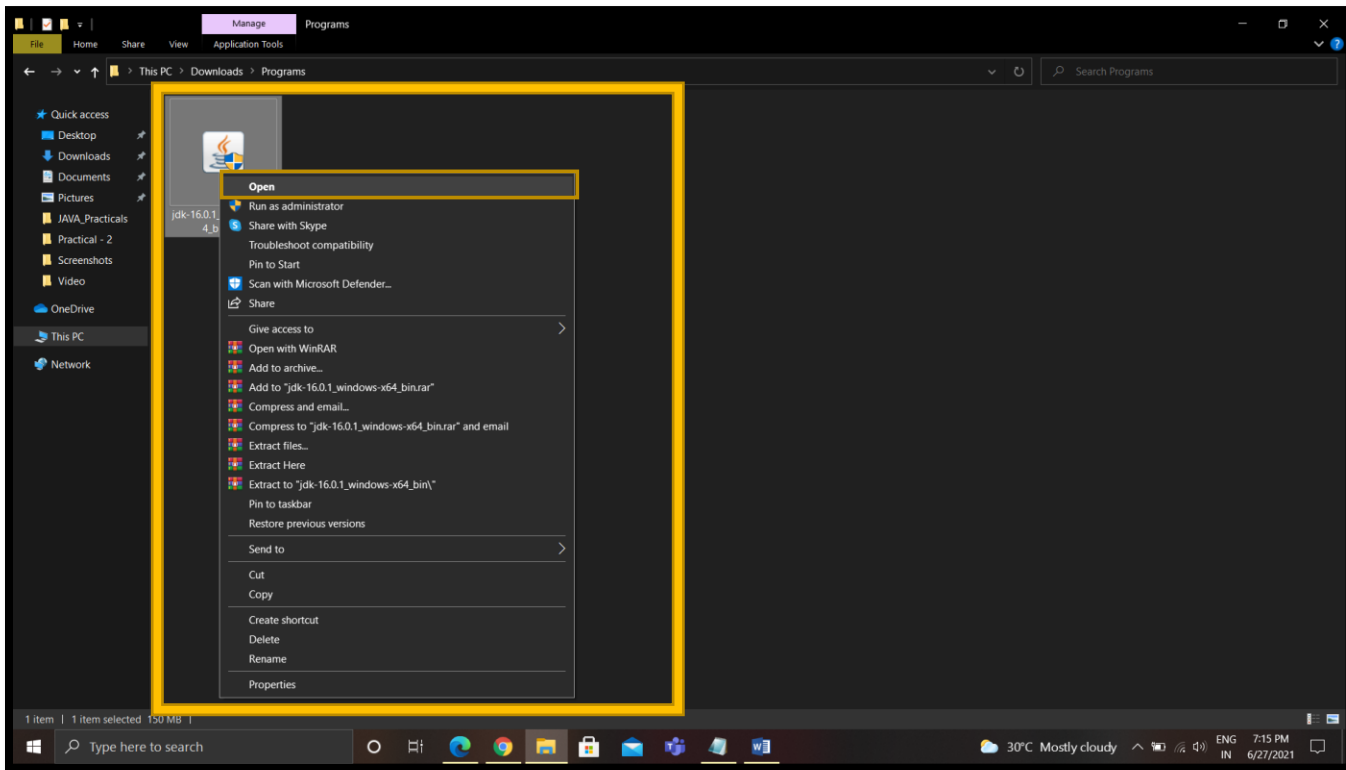 Manage
Programs
File
Home
Share
View
Application Tools
This PC > Downloads > Programs
Search Programs
Quick access
Desktop
Downloads
Documents
Pictures
JAVA_Practicals
Practical - 2
Screenshots
Video
OneDrive
This PC
Network
jdk-16.0.1_
4_b
Open
Run as administrator
Share with Skype
Troubleshoot compatibility
Pin to Start
Scan with Microsoft Defender...
Share
Give access to
Open with WinRAR
Add to archive...
Add to "jdk-16.0.1_windows-x64_bin.rar"
Compress and email...
Compress to "jdk-16.0.1_windows-x64_bin.rar" and email
Extract files...
Extract Here
Extract to "jdk-16.0.1_windows-x64_bin\"
Pin to taskbar
Restore previous versions
Send to
Cut
Copy
Create shortcut
Delete
Rename
Properties
1 item | 1 item selected 150 MB |
Type here to search
30°C Mostly cloudy
ENG
IN
7:15 PM
6/27/2021